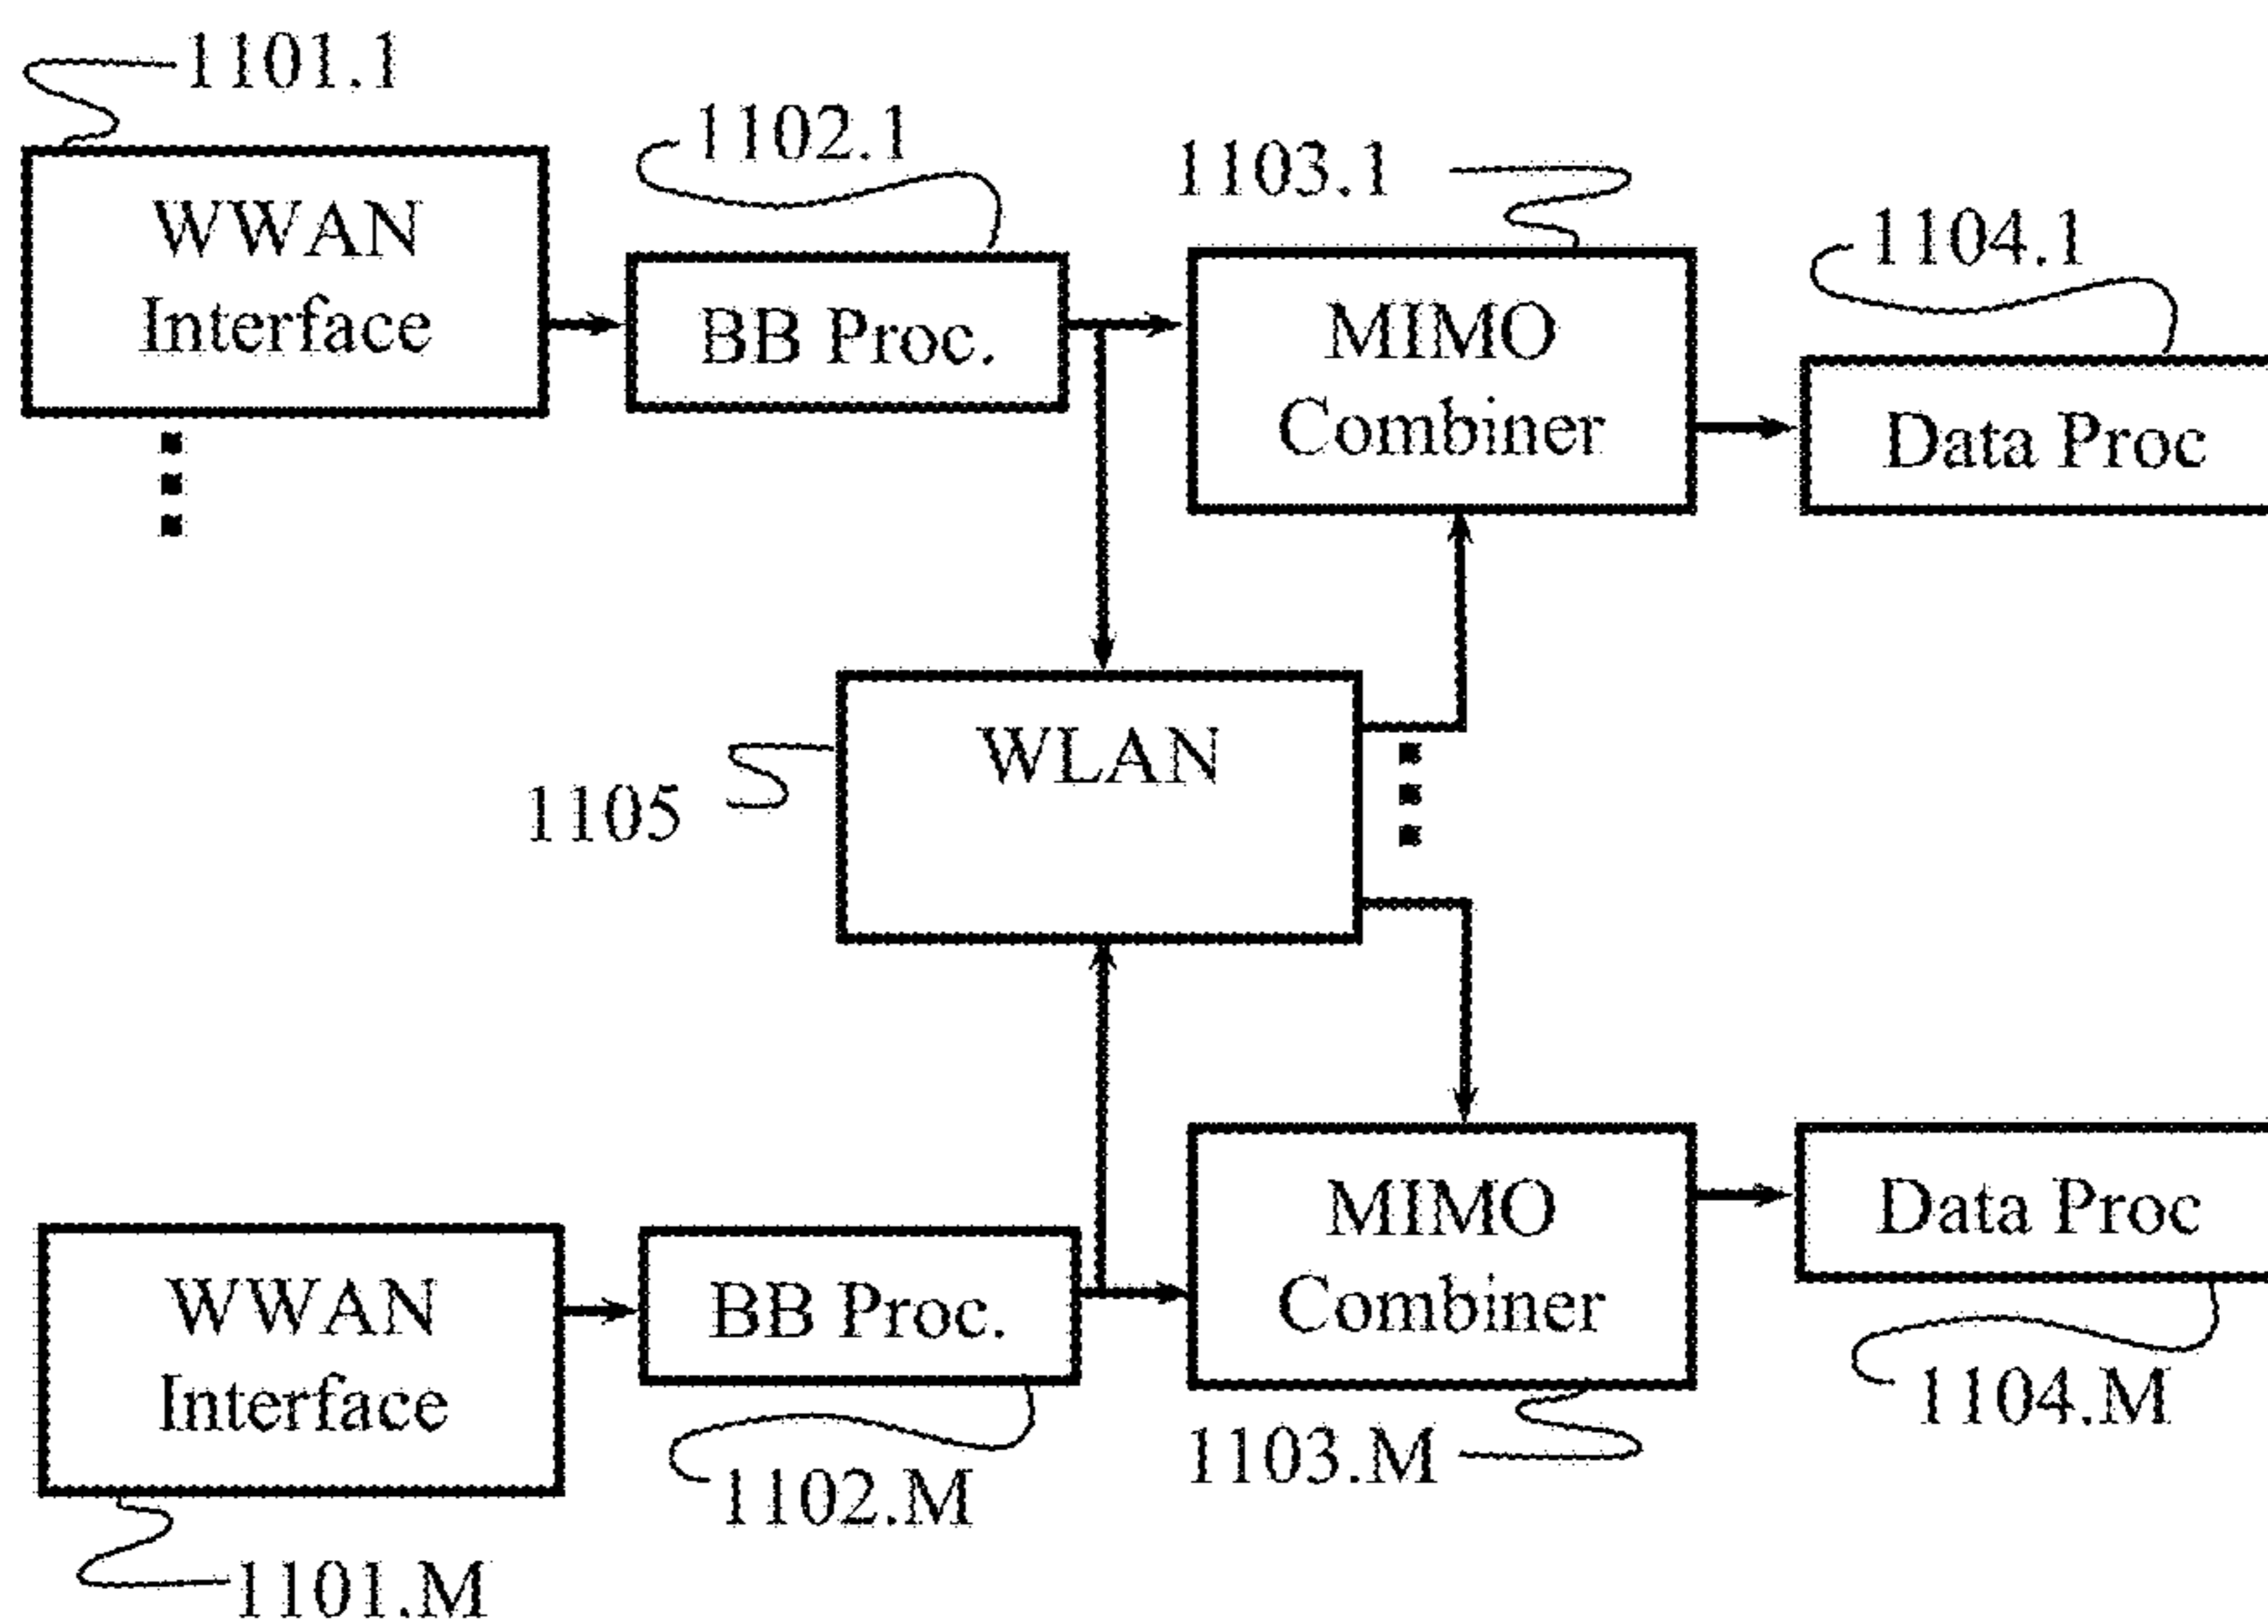 1101.1
1102.1
1103.1
1104.1
WWAN
Interface
BB Proc.
MIMO
Combiner
Data Proc
WLAN
1105
WWAN
Interface
BB Proc.
MIMO
Combiner
Data Proc
1101.M
1102.M
1103.M
1104.M